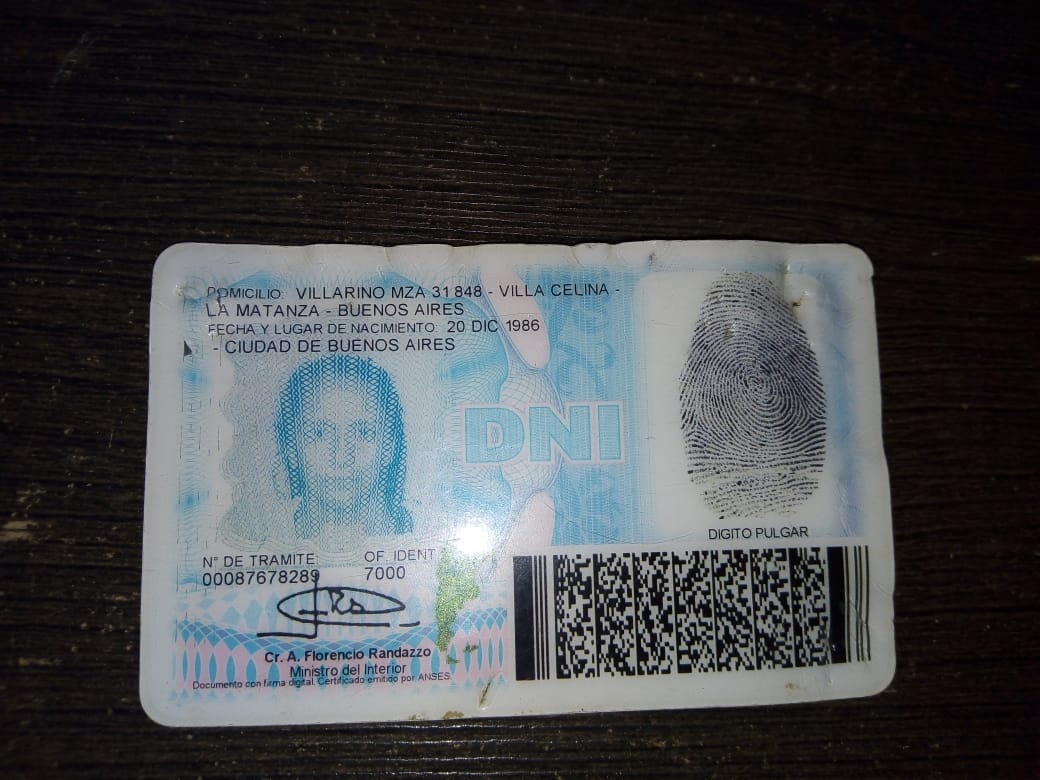 DOMICILIO: VILLARINO MZA 31 848 - VILLA CELINA -
LA MATANZA - BUENOS AIRES
FECHA Y LUGAR DE NACIMIENTO: 20 DIC 1986
- CIUDAD DE BUENOS AIRES
DNI
DIGITO PULGAR
N° DE TRAMITE: OF. IDENT
00087678289 7000
Cr. A. Florencio Randazzo
Ministro del Interior
Documento con firma digital. Certificado emitido por ANSES.